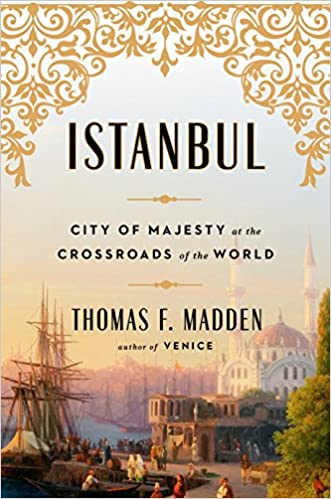 ISTANBUL
CITY OF MAJESTY at the
CROSSROADS of the WORLD
THOMAS F. MADDEN
author of VENICE